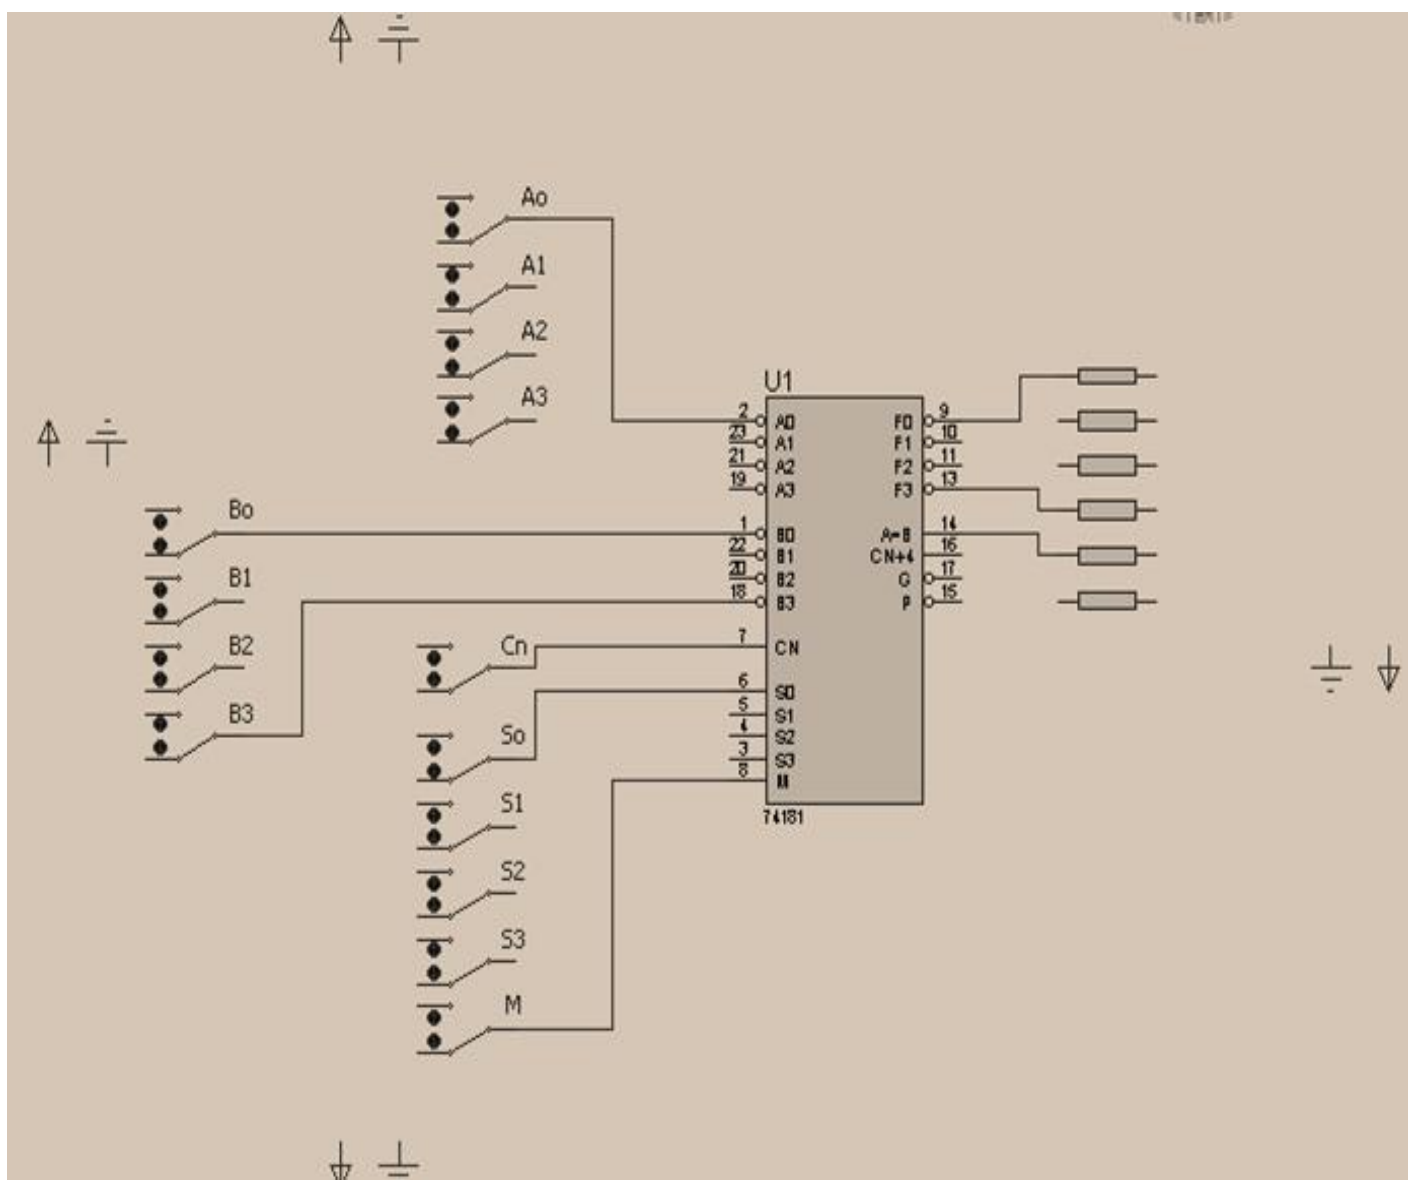 Ao
A1
A2
A3
U1
2 A0 F0 9
23 A1 F1 10
21 A2 F2 11
19 A3 F3 13
Bo
1 B0 A=B 14
22 B1 CN+4 16
20 B2 G 17
18 B3 P 15
B1
B2
B3
Cn
7 CN
6 S0
5 S1
4 S2
3 S3
8 M
74181
So
S1
S2
S3
M